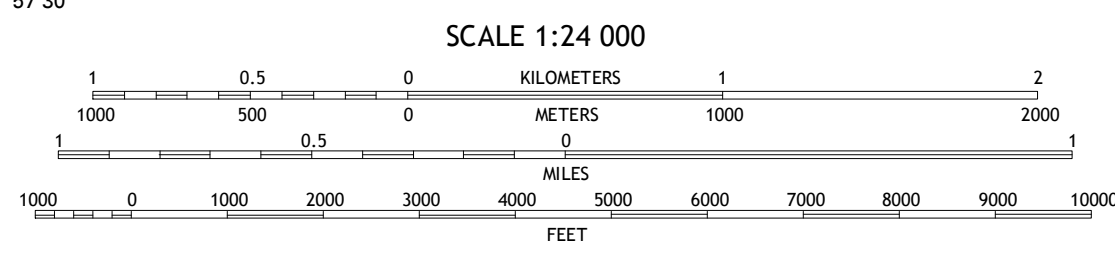 57'30"
SCALE 1:24 000
1 0.5 0 KILOMETERS 1 2
1000 500 0 METERS 1000 2000
1 0.5 0 1
MILES
1000 0 1000 2000 3000 4000 5000 6000 7000 8000 9000 10000
FEET